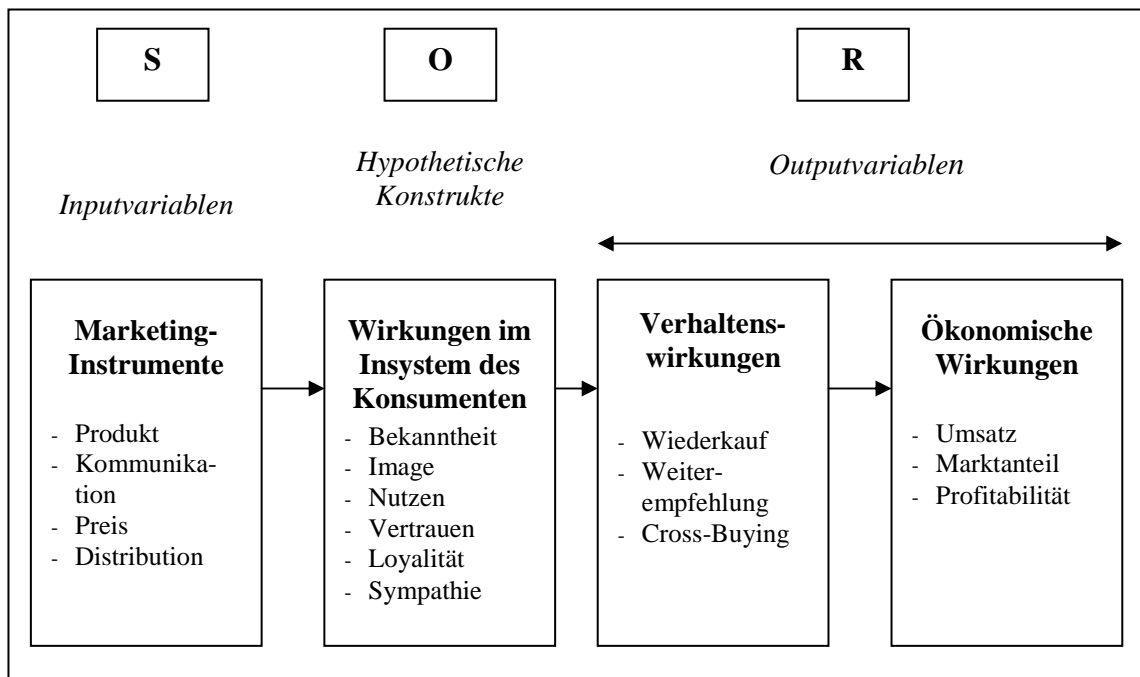 S
O
R
Inputvariablen
Hypothetische
Konstrukte
Outputvariablen
Marketing-
Instrumente
- Produkt
- Kommunika-
tion
- Preis
- Distribution
Wirkungen im
Insystem des
Konsumenten
- Bekanntheit
- Image
- Nutzen
- Vertrauen
- Loyalität
- Sympathie
Verhaltens-
wirkungen
- Wiederkauf
- Weiter-
empfehlung
- Cross-Buying
Ökonomische
Wirkungen
- Umsatz
- Marktanteil
- Profitabilität